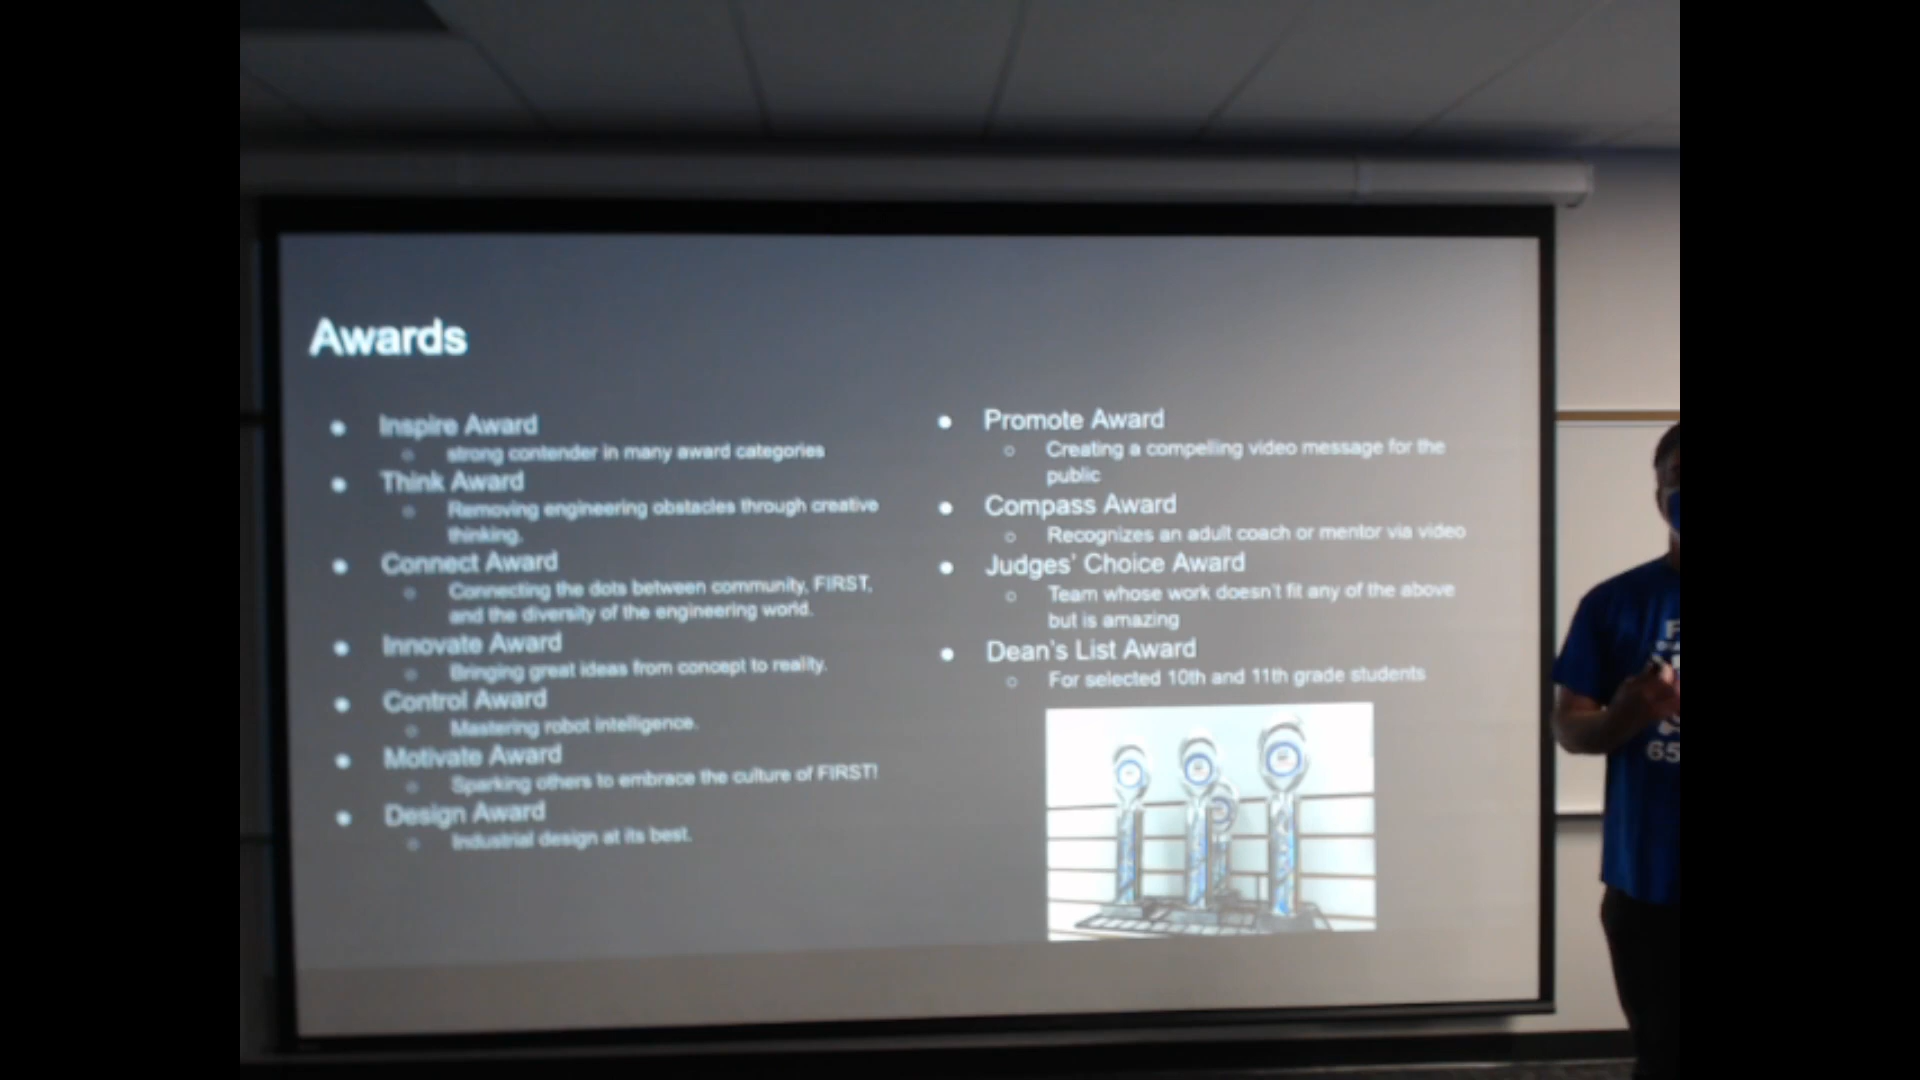 Awards
Inspire Award
strong contender in many award categories
Think Award
Removing engineering obstacles through creative
thinking.
Connect Award
Connecting the dots between community, FIRST,
and the diversity of the engineering world.
Innovate Award
Bringing great ideas from concept to reality.
Control Award
Mastering robot intelligence.
Motivate Award
Sparking others to embrace the culture of FIRST!
Design Award
Industrial design at its best.
Promote Award
Creating a compelling video message for the
public
Compass Award
Recognizes an adult coach or mentor via video
Judges' Choice Award
Team whose work doesn't fit any of the above
but is amazing
Dean's List Award
For selected 10th and 11th grade students